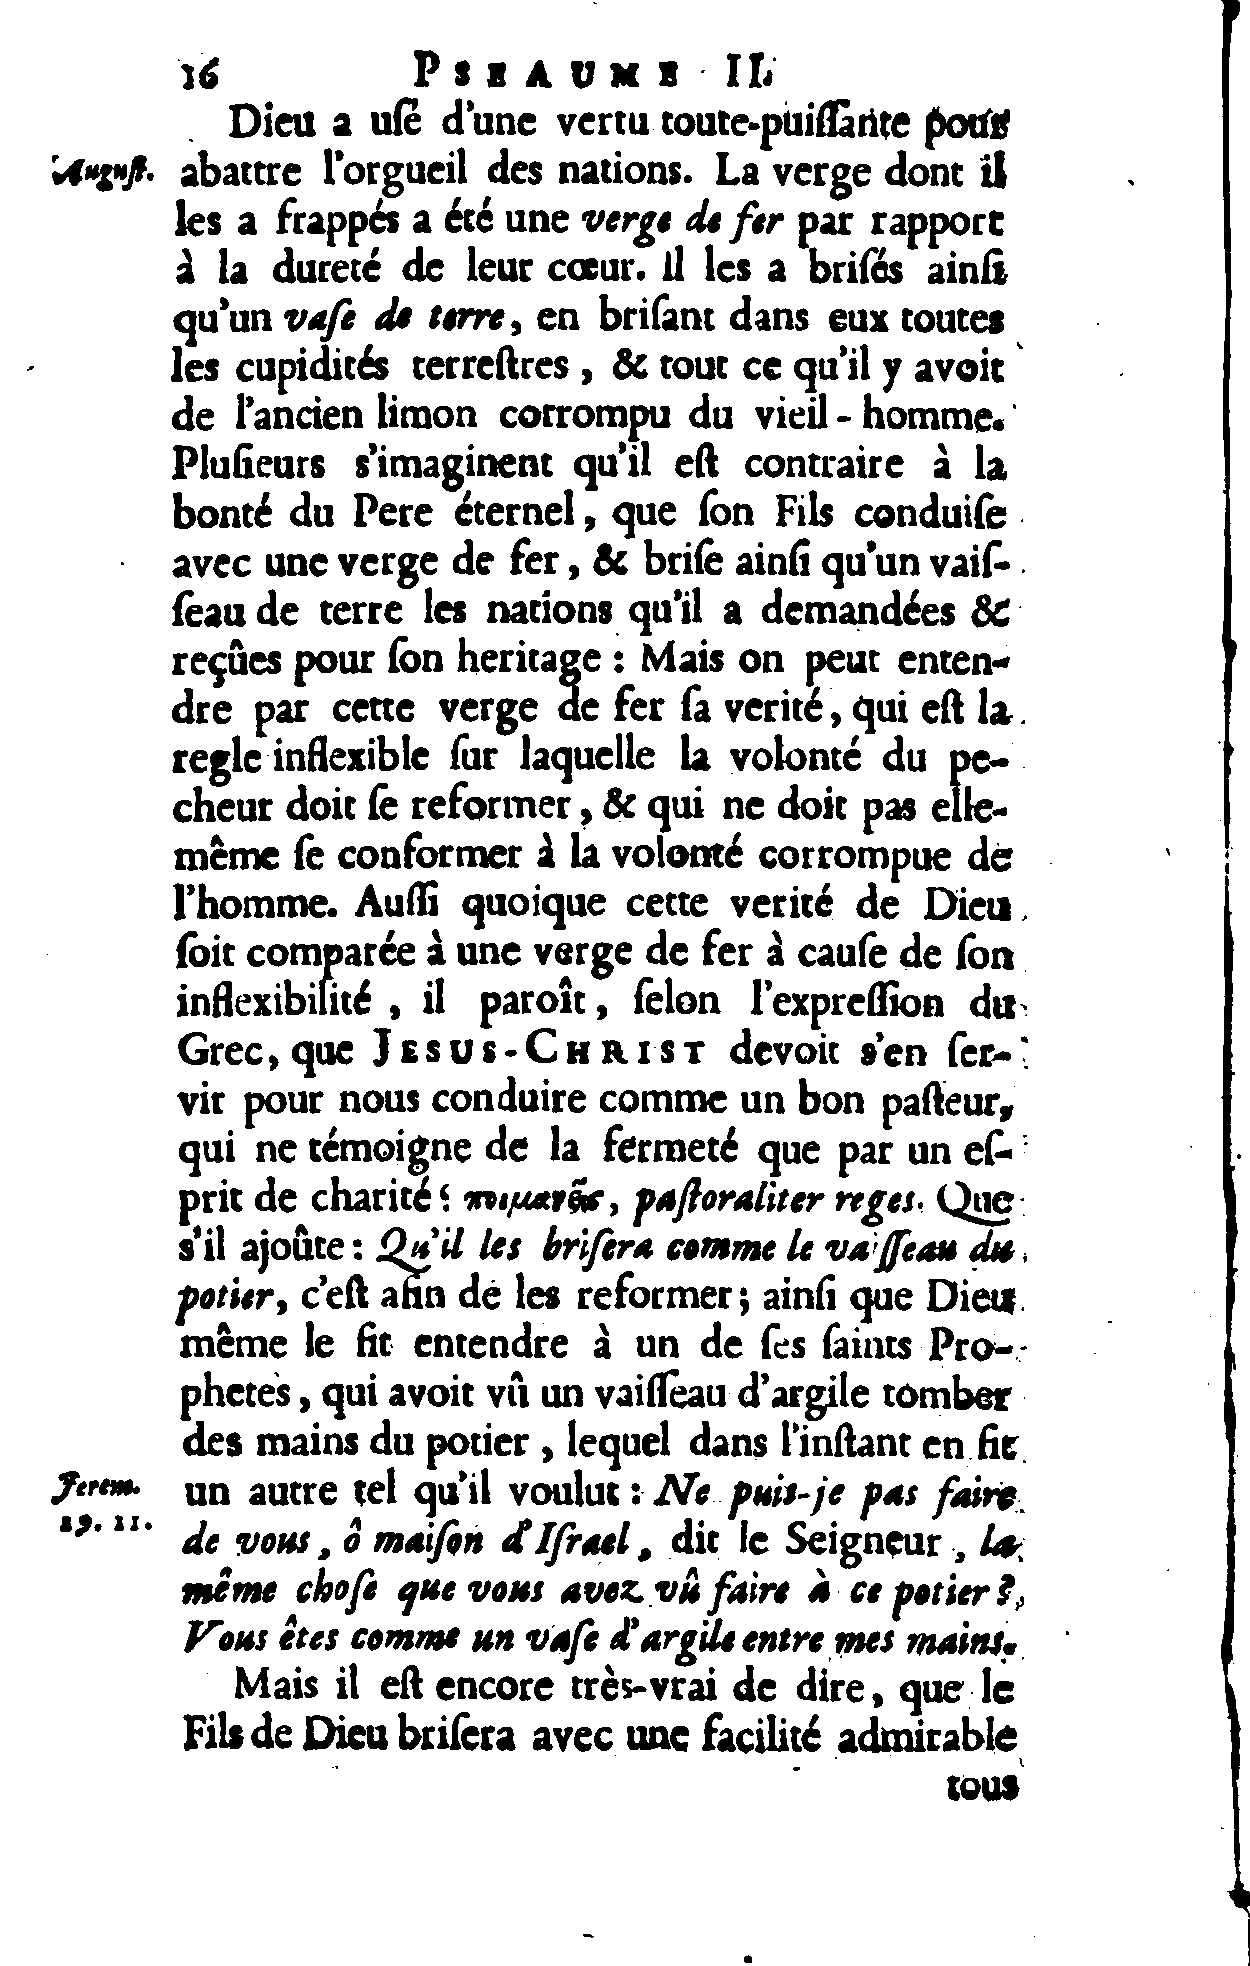 16 PSEAUME II.
Dieu a uſé d'une vertu toute-puiſſante pour
August. abattre l'orgueil des nations. La verge dont il
les a frappés a été une verge de fer par rapport
à la dureté de leur cœur. Il les a briſés ainſi
qu'un vaſe de terre, en briſant dans eux toutes
les cupidités terreſtres, & tout ce qu'il y avoit
de l'ancien limon corrompu du vieil-homme.
Pluſieurs s'imaginent qu'il eſt contraire à la
bonté du Pere éternel, que ſon Fils conduiſe
avec une verge de fer, & briſe ainſi qu'un vaiſ-
ſeau de terre les nations qu'il a demandées &
reçûes pour ſon heritage : Mais on peut enten-
dre par cette verge de fer ſa verité, qui eſt la
regle inflexible ſur laquelle la volonté du pe-
cheur doit ſe reformer, & qui ne doit pas elle-
même ſe conformer à la volonté corrompue de
l'homme. Auſſi quoique cette verité de Dieu
ſoit comparée à une verge de fer à cauſe de ſon
inflexibilité, il paroît, ſelon l'expreſſion du
Grec, que JESUS-CHRIST devoit s'en ſer-
vir pour nous conduire comme un bon paſteur,
qui ne témoigne de la fermeté que par un eſ-
prit de charité : ποιμανεῖς, paſtoraliter reges. Que
s'il ajoûte : Qu'il les briſera comme le vaiſſeau du
potier, c'eſt afin de les reformer; ainſi que Dieu
même le fit entendre à un de ſes ſaints Pro-
phetes, qui avoit vû un vaiſſeau d'argile tomber
des mains du potier, lequel dans l'inſtant en fit
Jerem. un autre tel qu'il voulut : Ne puis-je pas faire
19. 11. de vous, ô maiſon d'Iſrael, dit le Seigneur, la
même choſe que vous avez vû faire à ce potier ?
Vous êtes comme un vaſe d'argile entre mes mains.
Mais il eſt encore très-vrai de dire, que le
Fils de Dieu briſera avec une facilité admirable
tous